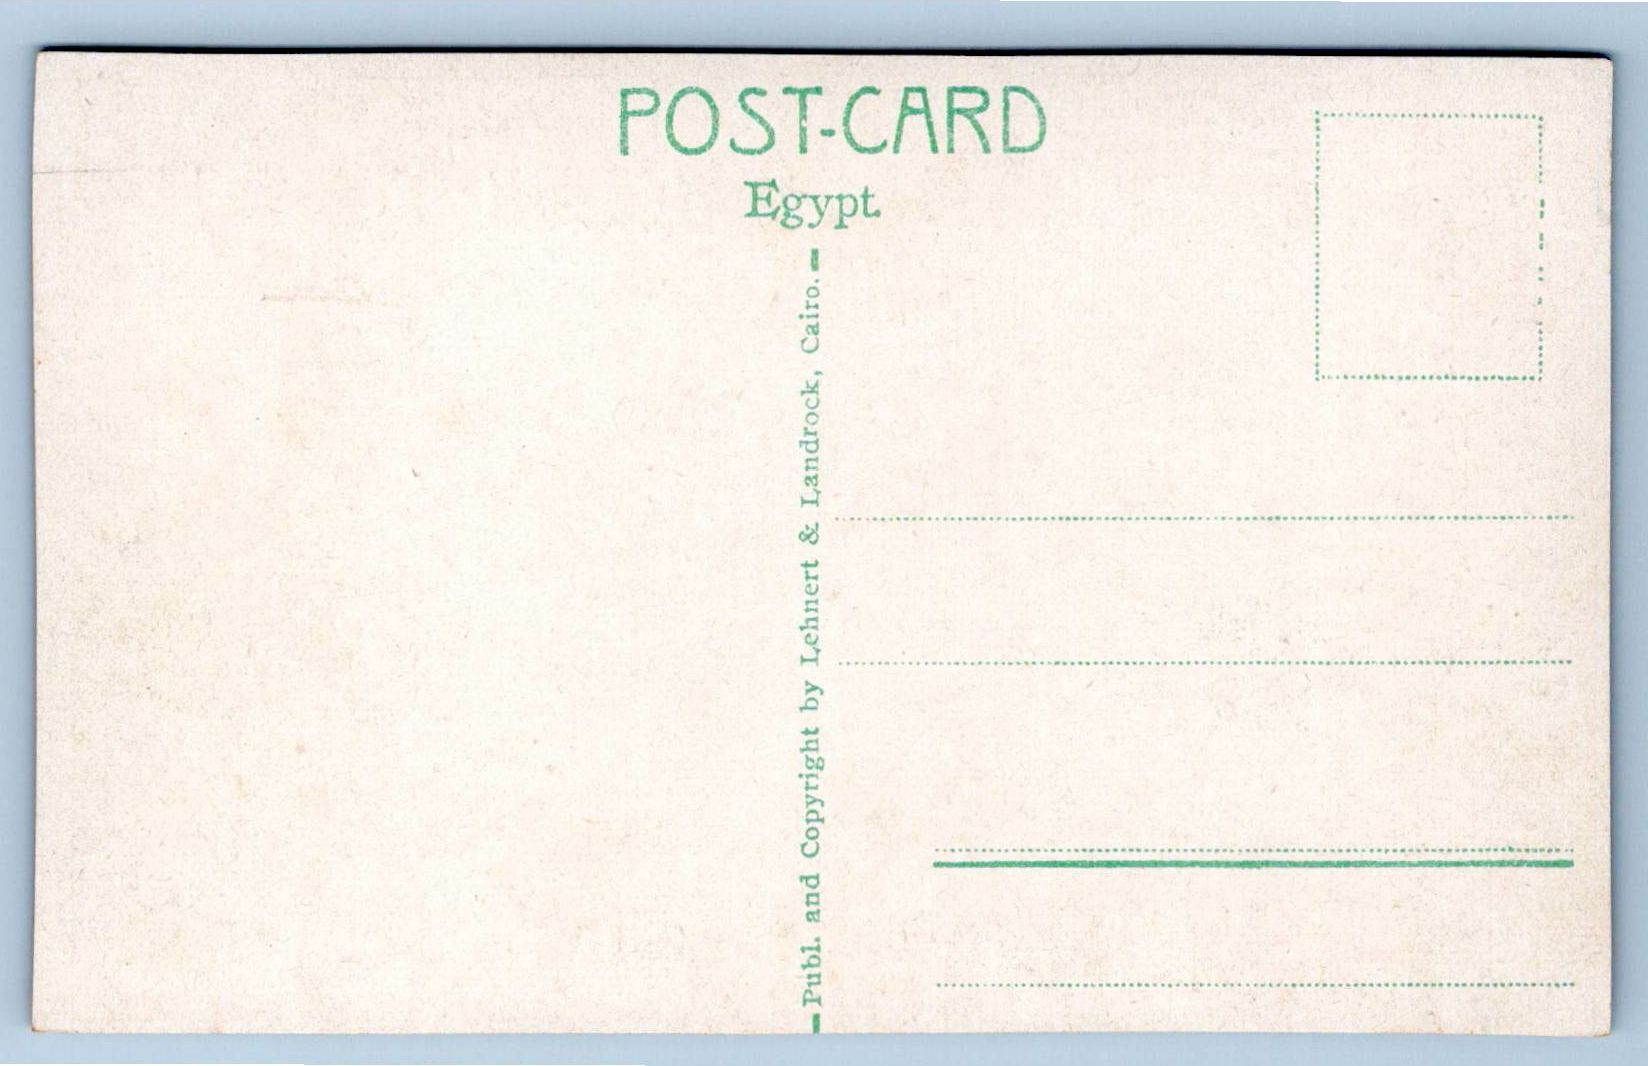 POST-CARD
Egypt.
Publ. and Copyright by Lehnert & Landrock, Cairo.